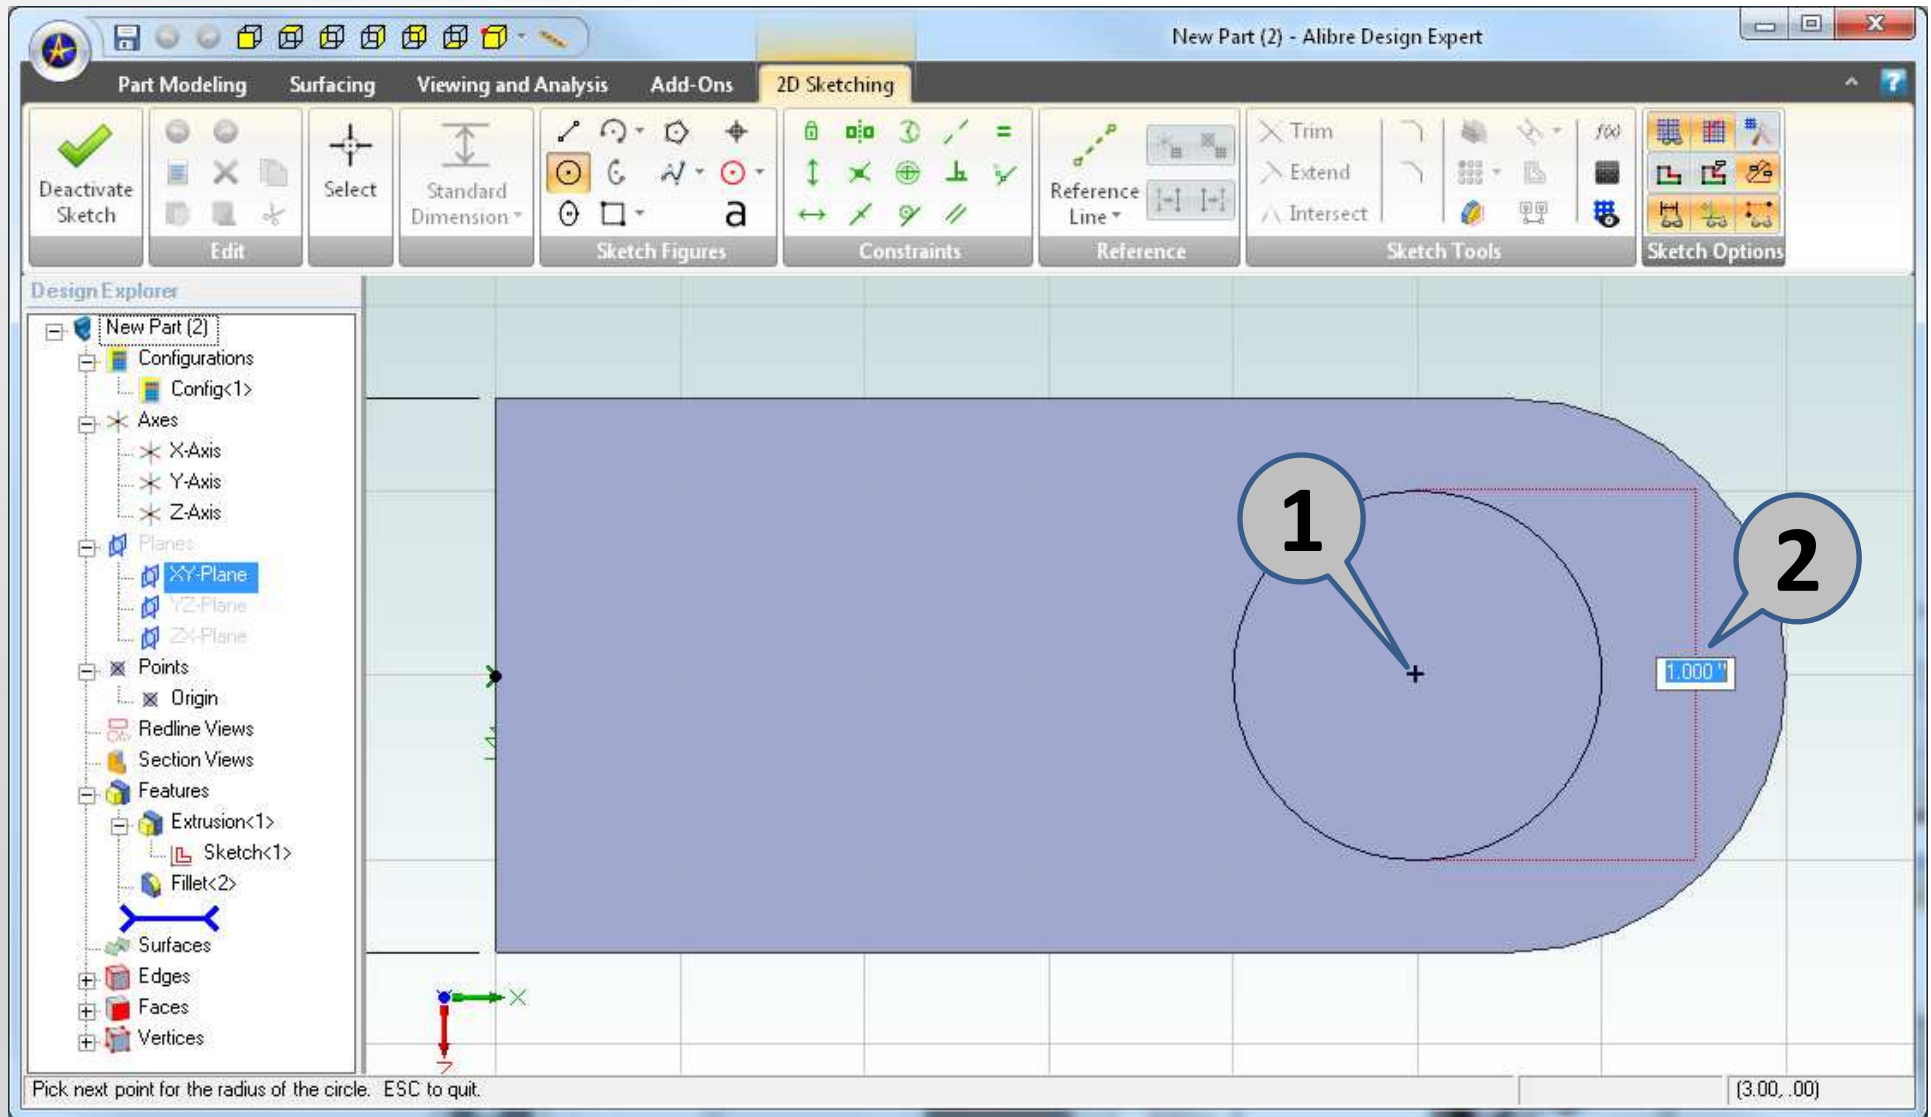 New Part (2) - Alibre Design Expert
Part Modeling
Surfacing
Viewing and Analysis
Add-Ons
2D Sketching
Deactivate
Sketch
Edit
Select
Standard
Dimension
a
Sketch Figures
Constraints
Reference
Line
Reference
Trim
Extend
Intersect
f(x)
Sketch Tools
Sketch Options
Design Explorer
New Part (2)
Configurations
Config<1>
Axes
X-Axis
Y-Axis
Z-Axis
Planes
XY-Plane
YZ-Plane
ZX-Plane
Points
Origin
Redline Views
Section Views
Features
Extrusion<1>
Sketch<1>
Fillet<2>
Surfaces
Edges
Faces
Vertices
1
2
1.000 "
X
Z
Pick next point for the radius of the circle. ESC to quit.
(3.00, .00)